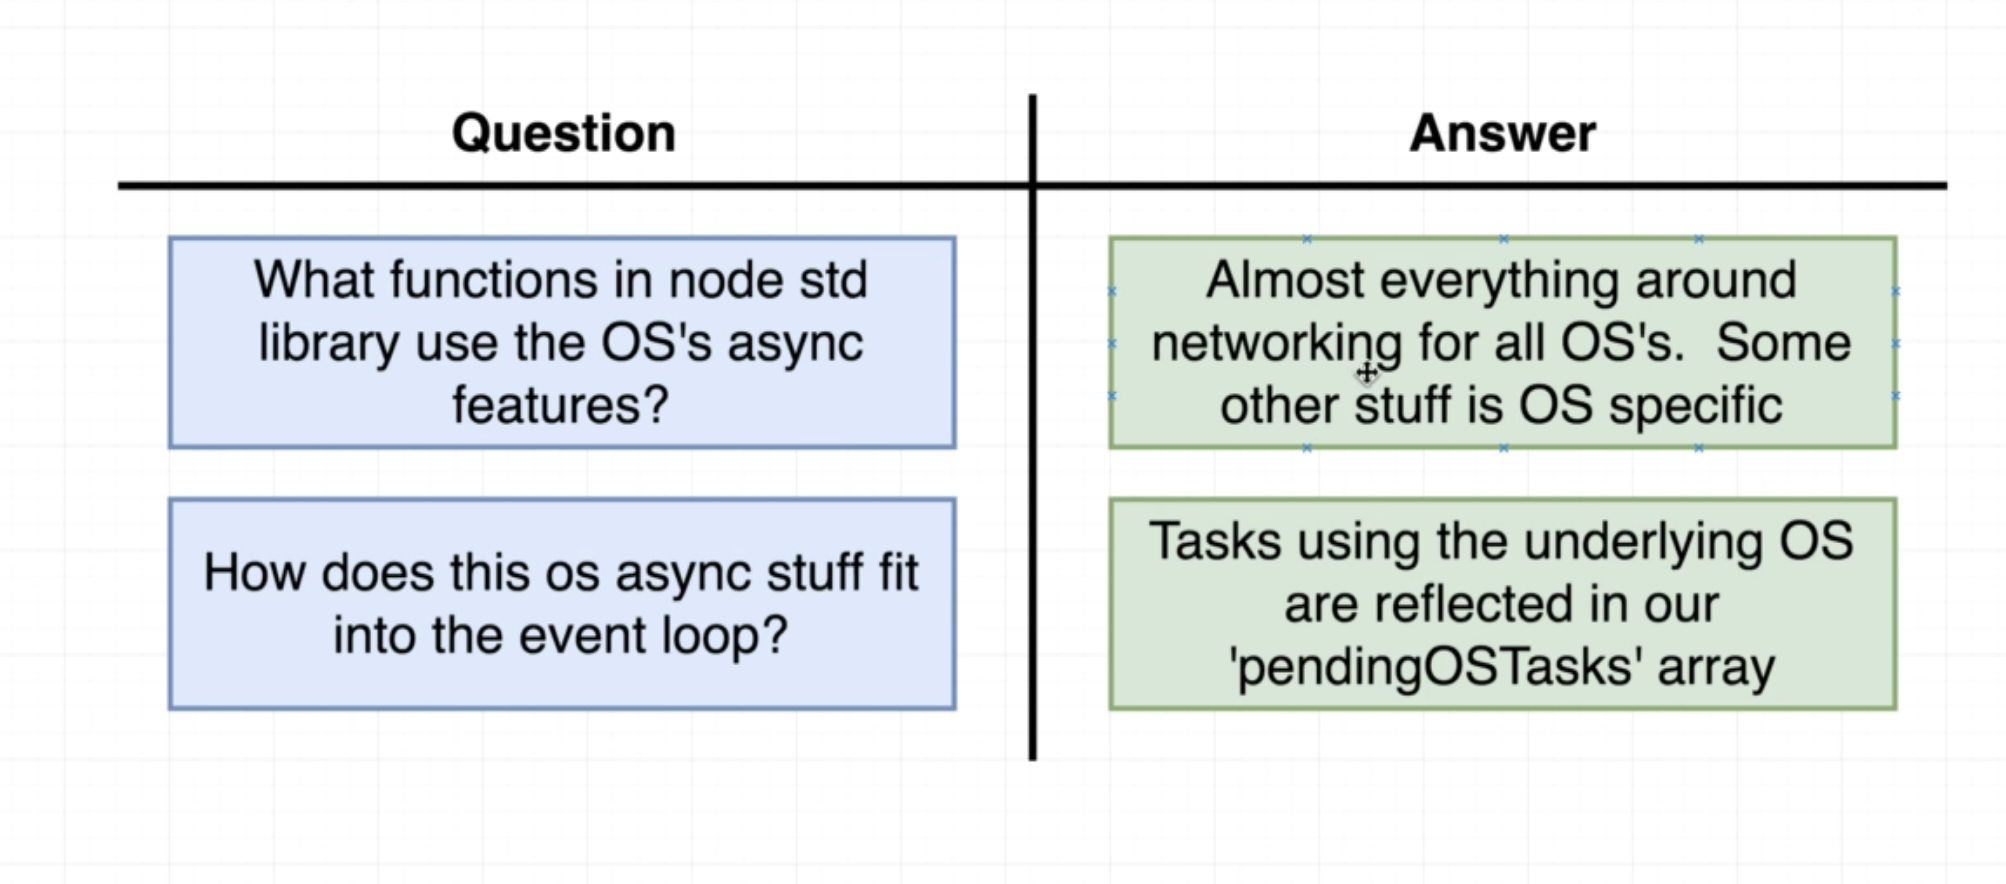 Question
Answer
What functions in node std
library use the OS's async
features?
Almost everything around
networking for all OS's.  Some
other stuff is OS specific
How does this os async stuff fit
into the event loop?
Tasks using the underlying OS
are reflected in our
'pendingOSTasks' array